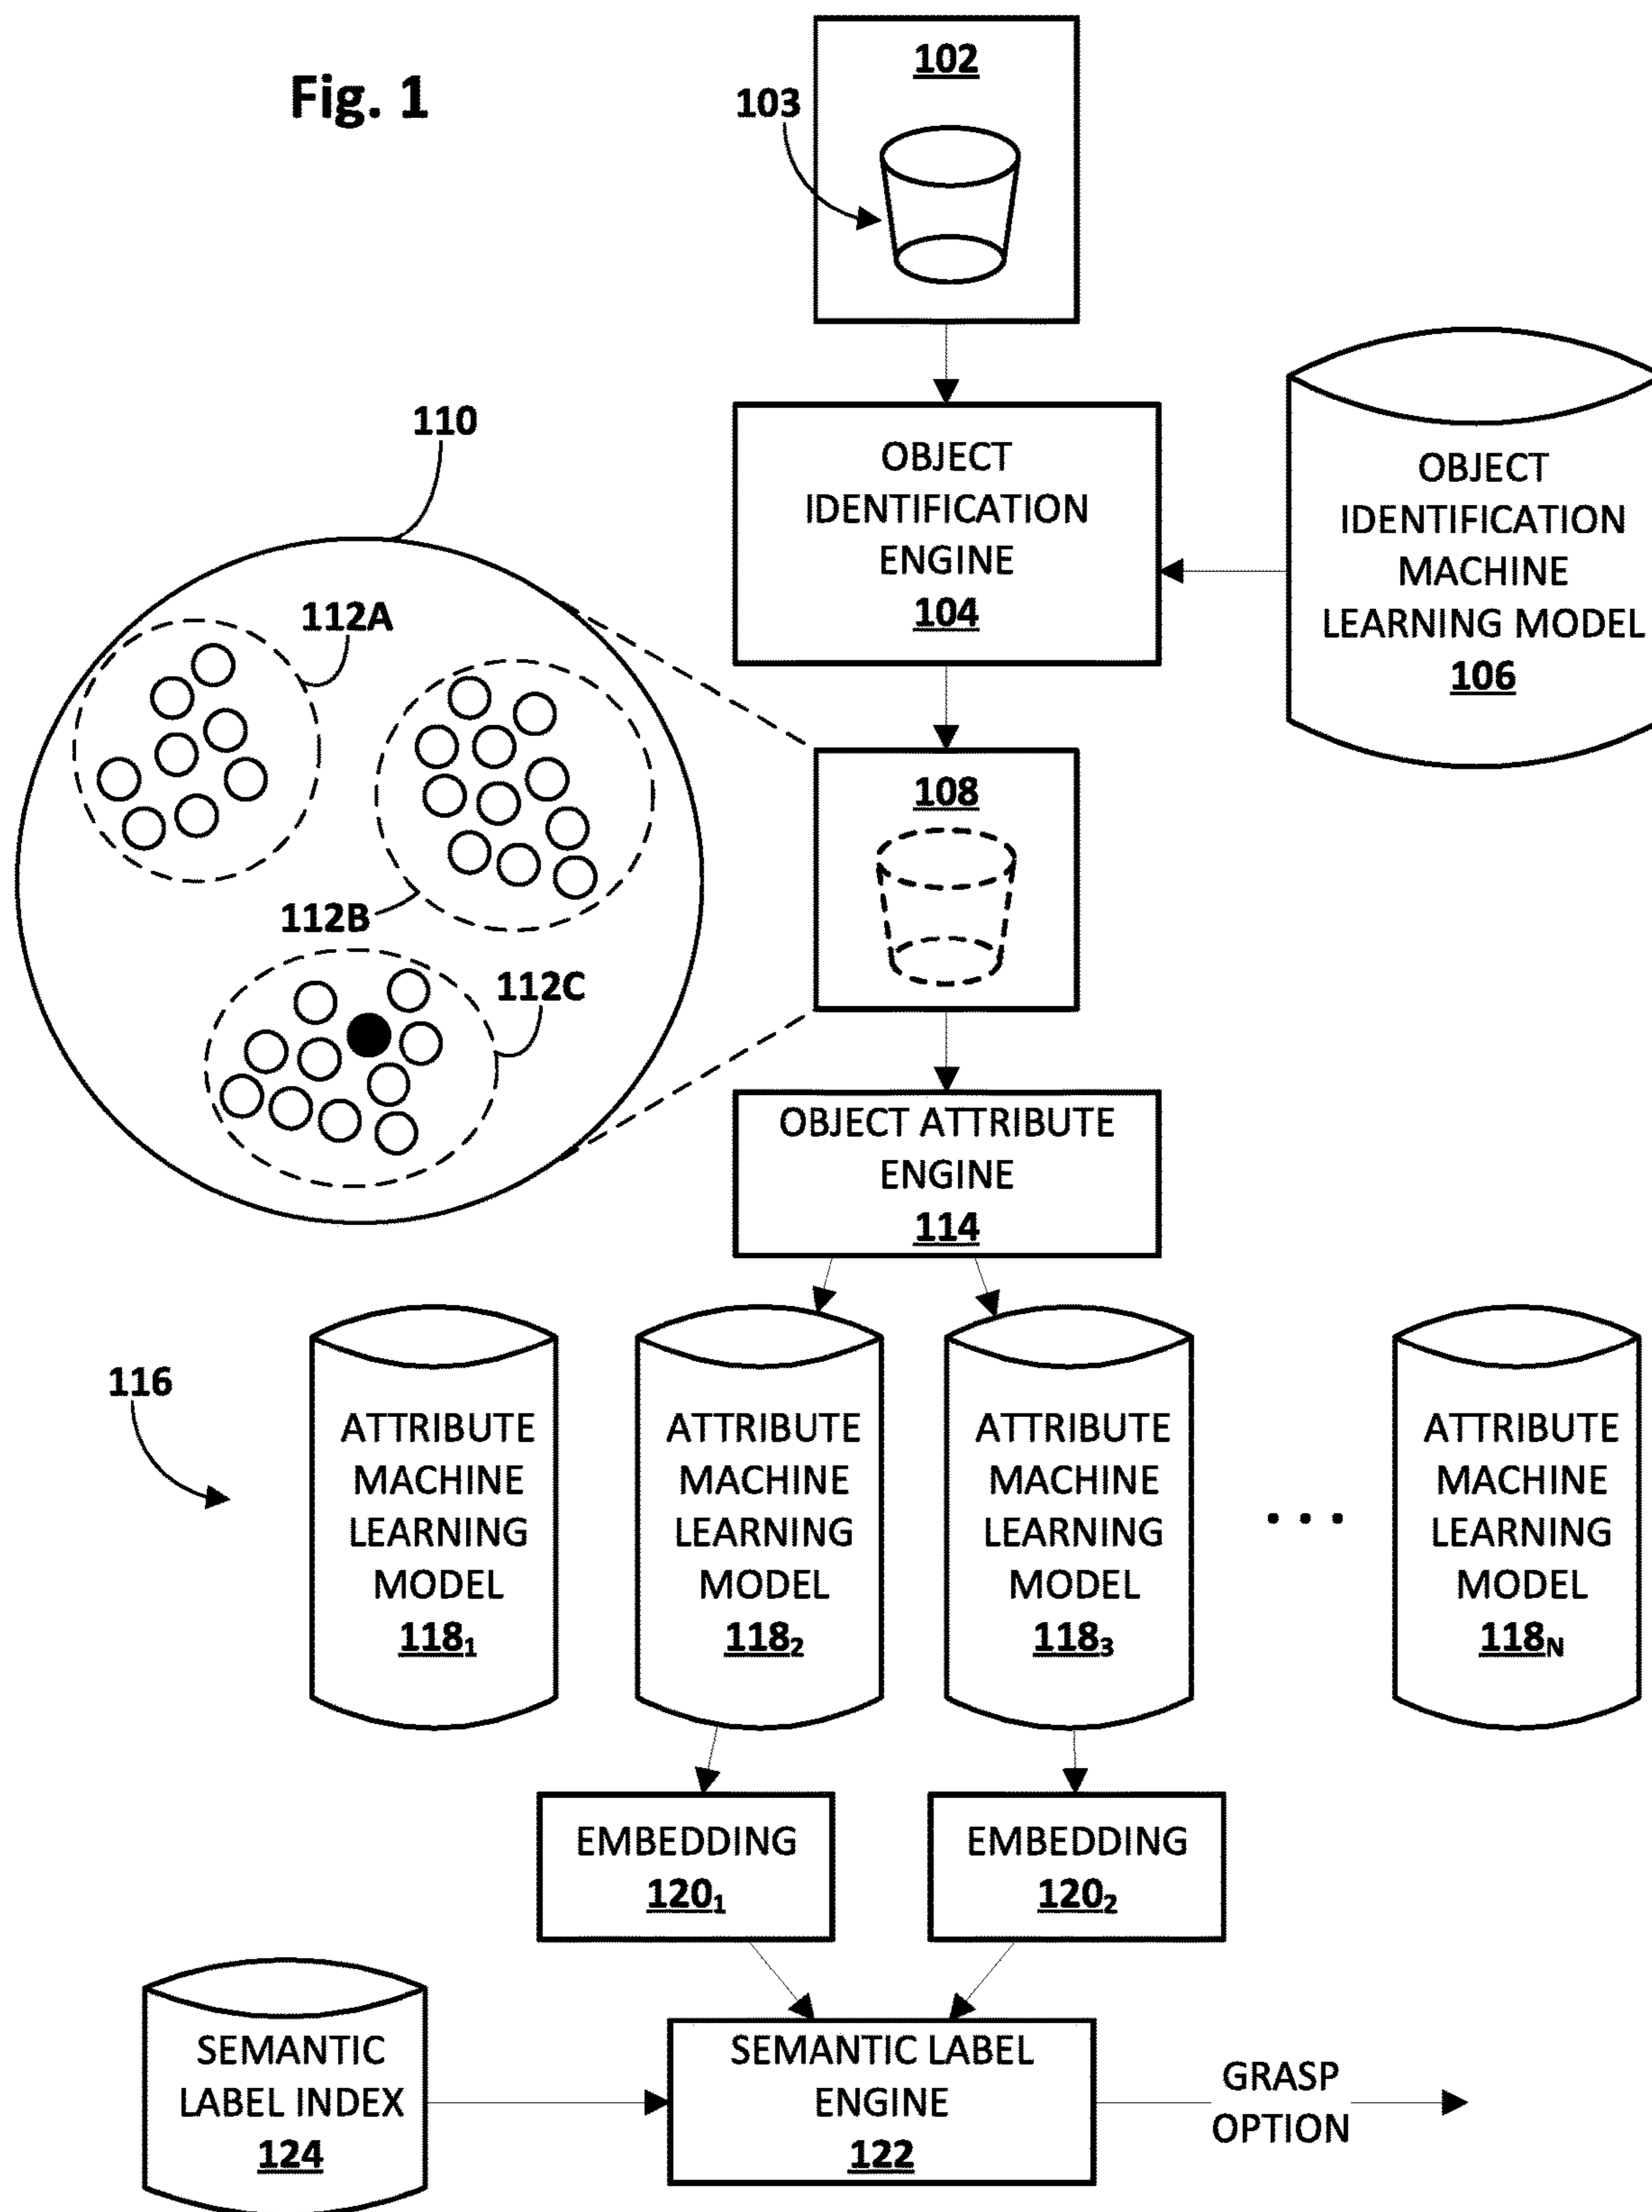 Fig. 1
102
103
OBJECT
IDENTIFICATION
ENGINE
104
OBJECT
IDENTIFICATION
MACHINE
LEARNING MODEL
106
110
112A
112B
112C
108
OBJECT ATTRIBUTE
ENGINE
114
116
ATTRIBUTE
MACHINE
LEARNING
MODEL
118₁
ATTRIBUTE
MACHINE
LEARNING
MODEL
118₂
ATTRIBUTE
MACHINE
LEARNING
MODEL
118₃
. . .
ATTRIBUTE
MACHINE
LEARNING
MODEL
118N
EMBEDDING
120₁
EMBEDDING
120₂
SEMANTIC
LABEL INDEX
124
SEMANTIC LABEL
ENGINE
122
GRASP
OPTION